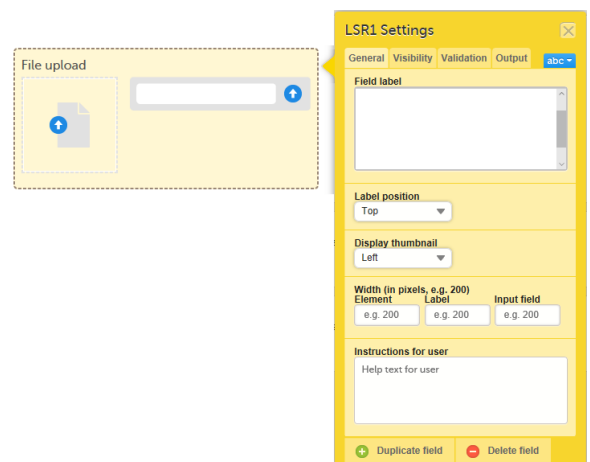 File upload
LSR1 Settings
General Visibility Validation Output abc
Field label
Label position
Top
Display thumbnail
Left
Width (in pixels, e.g. 200)
Element Label Input field
e.g. 200 e.g. 200 e.g. 200
Instructions for user
Help text for user
Duplicate field Delete field